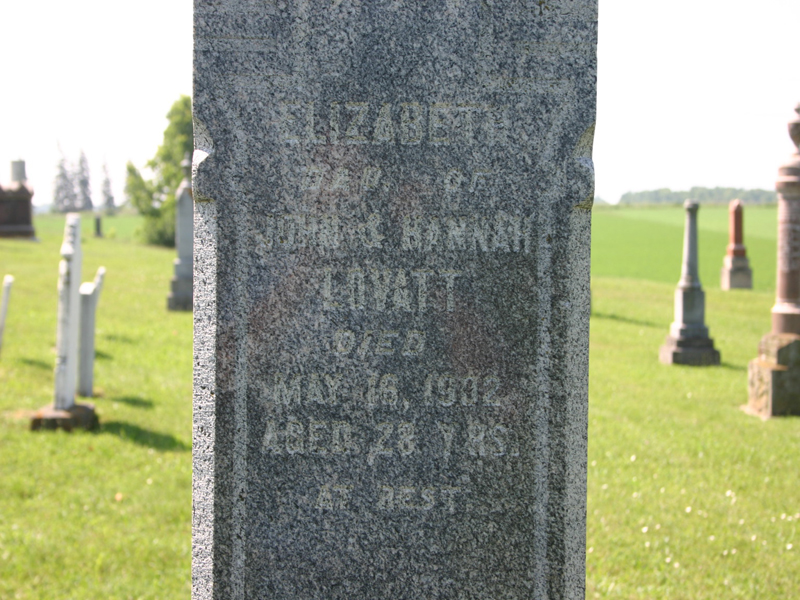 ELIZABETH
DAU. OF
JOHN & HANNAH
LOVATT
DIED
MAY 16, 1902
AGED 28 YRS.
AT REST